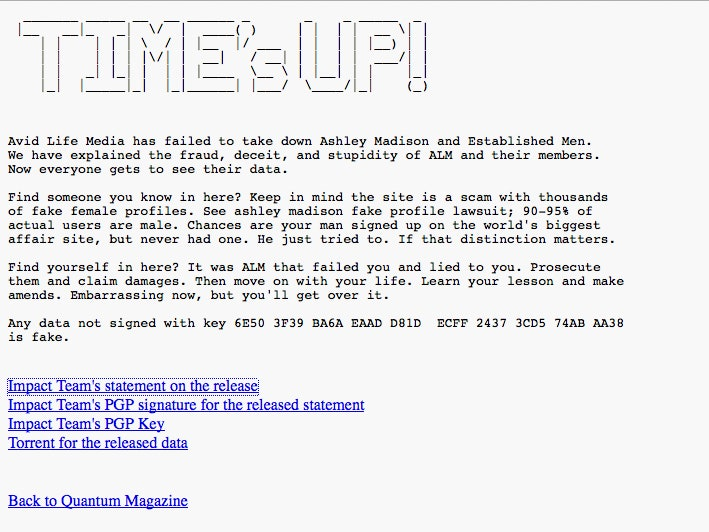 TIME's UP!
Avid Life Media has failed to take down Ashley Madison and Established Men.
We have explained the fraud, deceit, and stupidity of ALM and their members.
Now everyone gets to see their data.
Find someone you know in here? Keep in mind the site is a scam with thousands
of fake female profiles. See ashley madison fake profile lawsuit; 90-95% of
actual users are male. Chances are your man signed up on the world's biggest
affair site, but never had one. He just tried to. If that distinction matters.
Find yourself in here? It was ALM that failed you and lied to you. Prosecute
them and claim damages. Then move on with your life. Learn your lesson and make
amends. Embarrassing now, but you'll get over it.
Any data not signed with key 6E50 3F39 BA6A EAAD D81D  ECFF 2437 3CD5 74AB AA38
is fake.
Impact Team's statement on the release
Impact Team's PGP signature for the released statement
Impact Team's PGP Key
Torrent for the released data
Back to Quantum Magazine